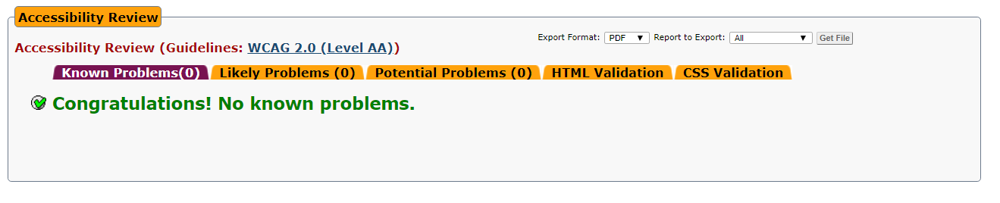 Accessibility Review
Export Format: PDF Report to Export: All Get File
Accessibility Review (Guidelines: WCAG 2.0 (Level AA))
Known Problems(0) Likely Problems (0) Potential Problems (0) HTML Validation CSS Validation
Congratulations! No known problems.